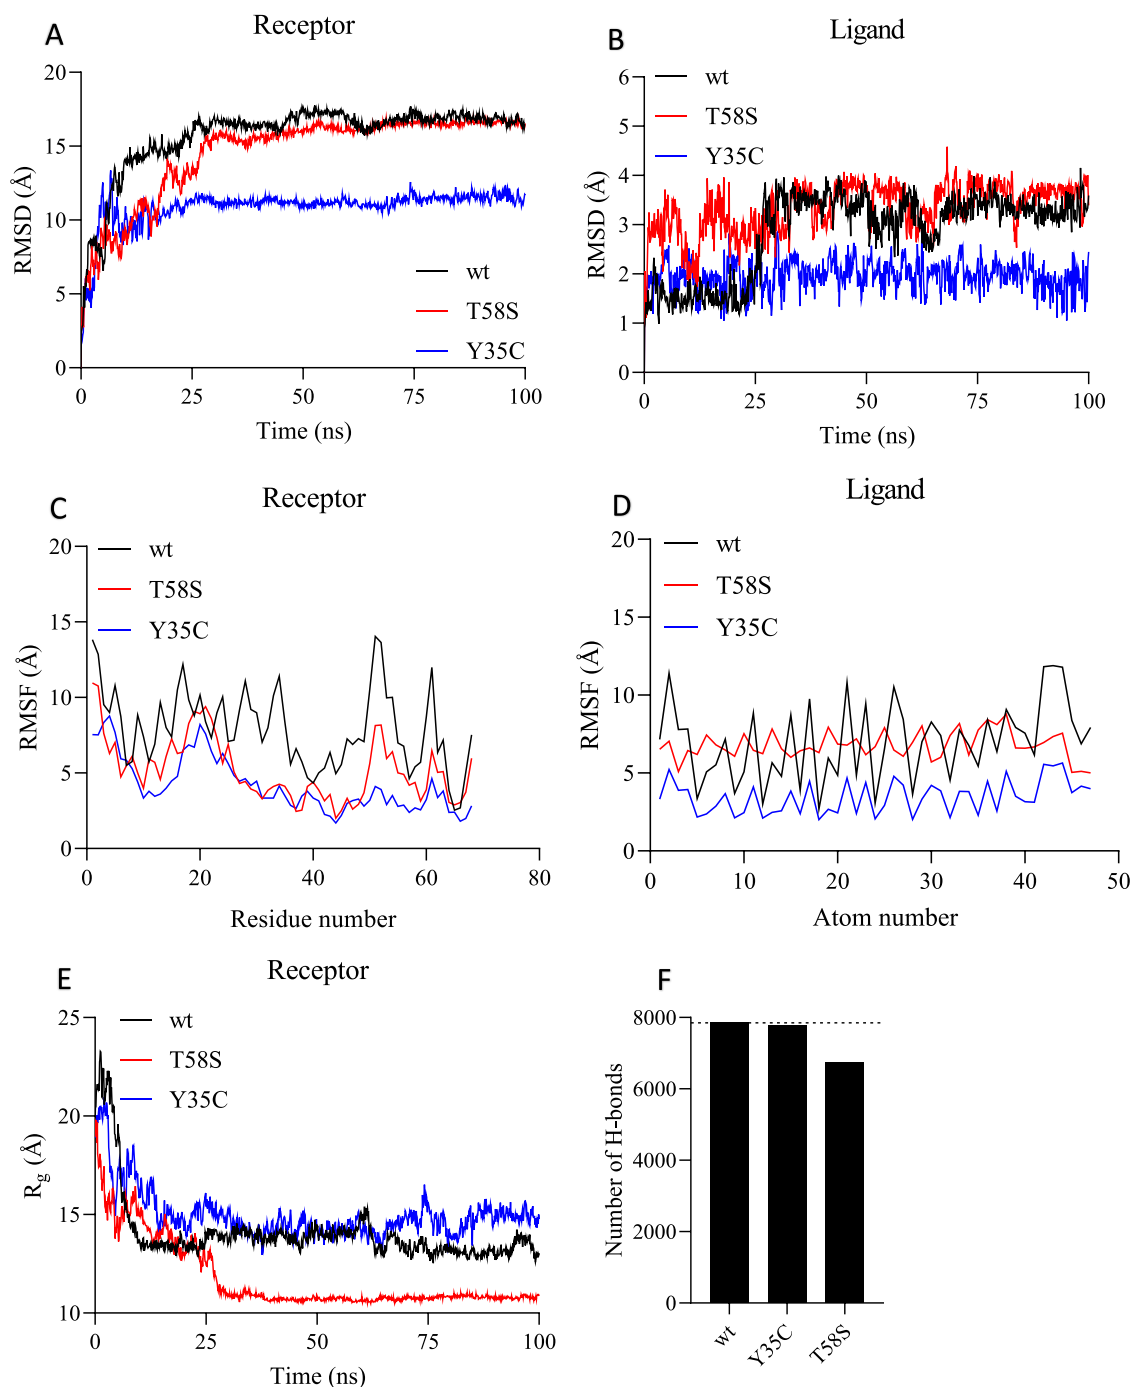 A
Receptor
20
15
10
5
0
RMSD (Å)
wt
T58S
Y35C
0 25 50 75 100
Time (ns)
B
Ligand
6
5
4
3
2
1
0
RMSD (Å)
wt
T58S
Y35C
0 25 50 75 100
Time (ns)
C
Receptor
20
15
10
5
0
RMSF (Å)
wt
T58S
Y35C
0 20 40 60 80
Residue number
D
Ligand
20
15
10
5
0
RMSF (Å)
wt
T58S
Y35C
0 10 20 30 40 50
Atom number
E
Receptor
25
20
15
10
Rg (Å)
wt
T58S
Y35C
0 25 50 75 100
Time (ns)
F
8000
6000
4000
2000
0
Number of H-bonds
wt Y35C T58S